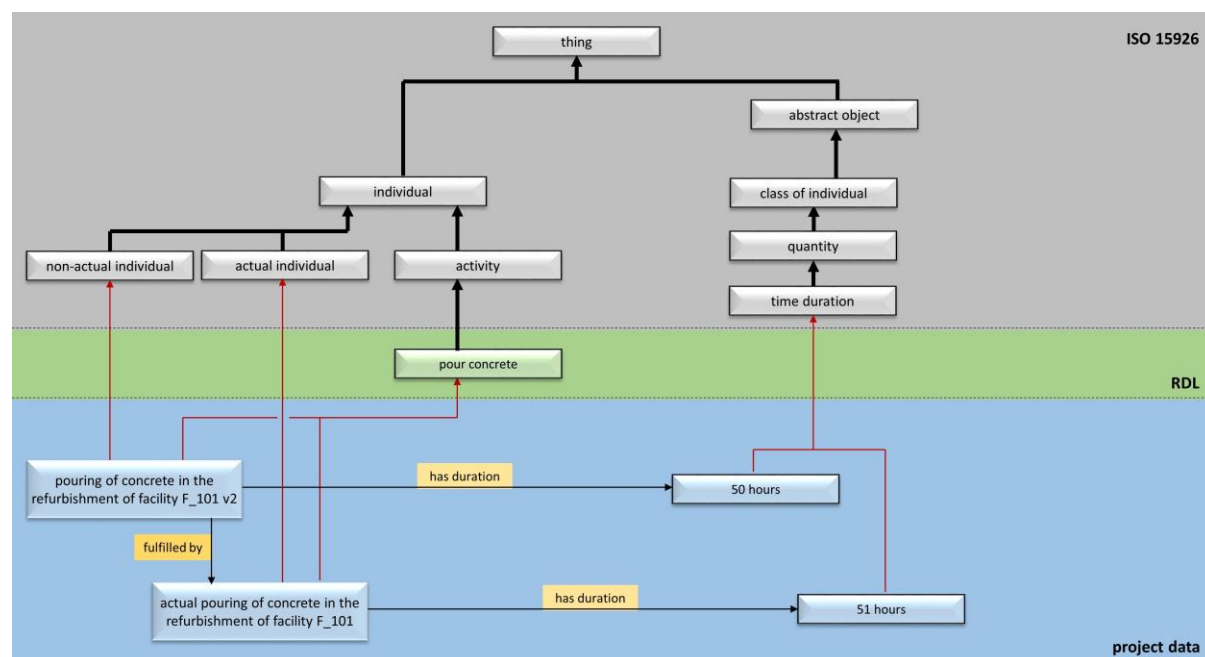 thing
ISO 15926
abstract object
individual
class of individual
quantity
non-actual individual
actual individual
activity
time duration
pour concrete
RDL
pouring of concrete in the
refurbishment of facility F_101 v2
has duration
50 hours
fulfilled by
actual pouring of concrete in the
refurbishment of facility F_101
has duration
51 hours
project data